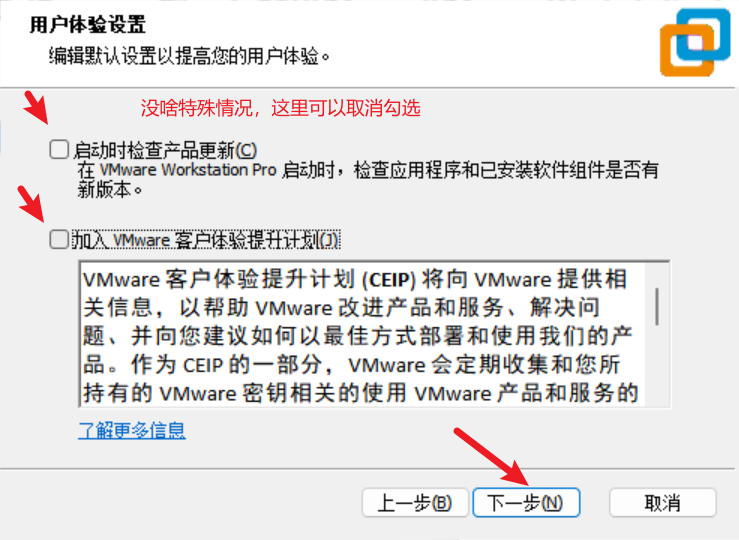 用户体验设置
编辑默认设置以提高您的用户体验。
没啥特殊情况，这里可以取消勾选
启动时检查产品更新(C)
在 VMware Workstation Pro 启动时，检查应用程序和已安装软件组件是否有
新版本。
加入 VMware 客户体验提升计划(J)
VMware 客户体验提升计划 (CEIP) 将向 VMware 提供相
关信息，以帮助 VMware 改进产品和服务、解决问
题、并向您建议如何以最佳方式部署和使用我们的产
品。作为 CEIP 的一部分，VMware 会定期收集和您所
持有的 VMware 密钥相关的使用 VMware 产品和服务的
了解更多信息
上一步(B) 下一步(N) 取消